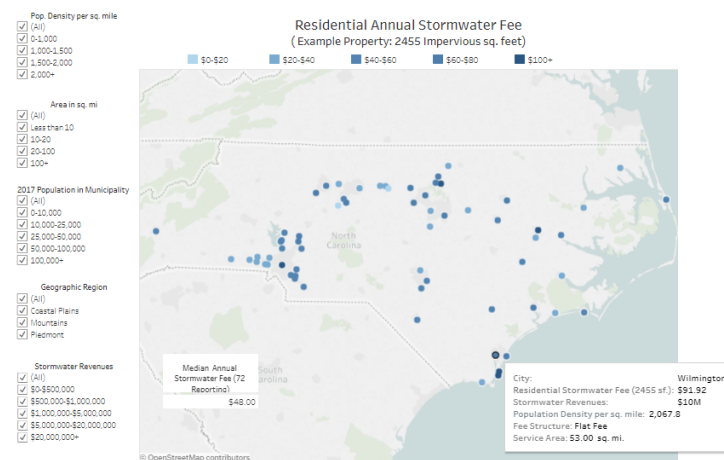 Residential Annual Stormwater Fee
( Example Property: 2455 Impervious sq. feet)
$0-$20
$20-$40
$40-$60
$60-$80
$100+
Pop. Density per sq. mile
(All)
0-1,000
1,000-1,500
1,500-2,000
2,000+
Area in sq. mi
(All)
Less than 10
10-20
20-100
100+
2017 Population in Municipality
(All)
0-10,000
10,000-25,000
25,000-50,000
50,000-100,000
100,000+
Geographic Region
(All)
Coastal Plains
Mountains
Piedmont
Stormwater Revenues
(All)
$0-$500,000
$500,000-$1,000,000
$1,000,000-$5,000,000
$5,000,000-$20,000,000
$20,000,000+
North
Carolina
South
Carolina
Median Annual
Stormwater Fee (72
Reporting)
$48.00
City: Wilmington
Residential Stormwater Fee (2455 sf.): $91.92
Stormwater Revenues: $10M
Population Density per sq. mile: 2,067.8
Fee Structure: Flat Fee
Service Area: 53.00 sq. mi.
© OpenStreetMap contributors